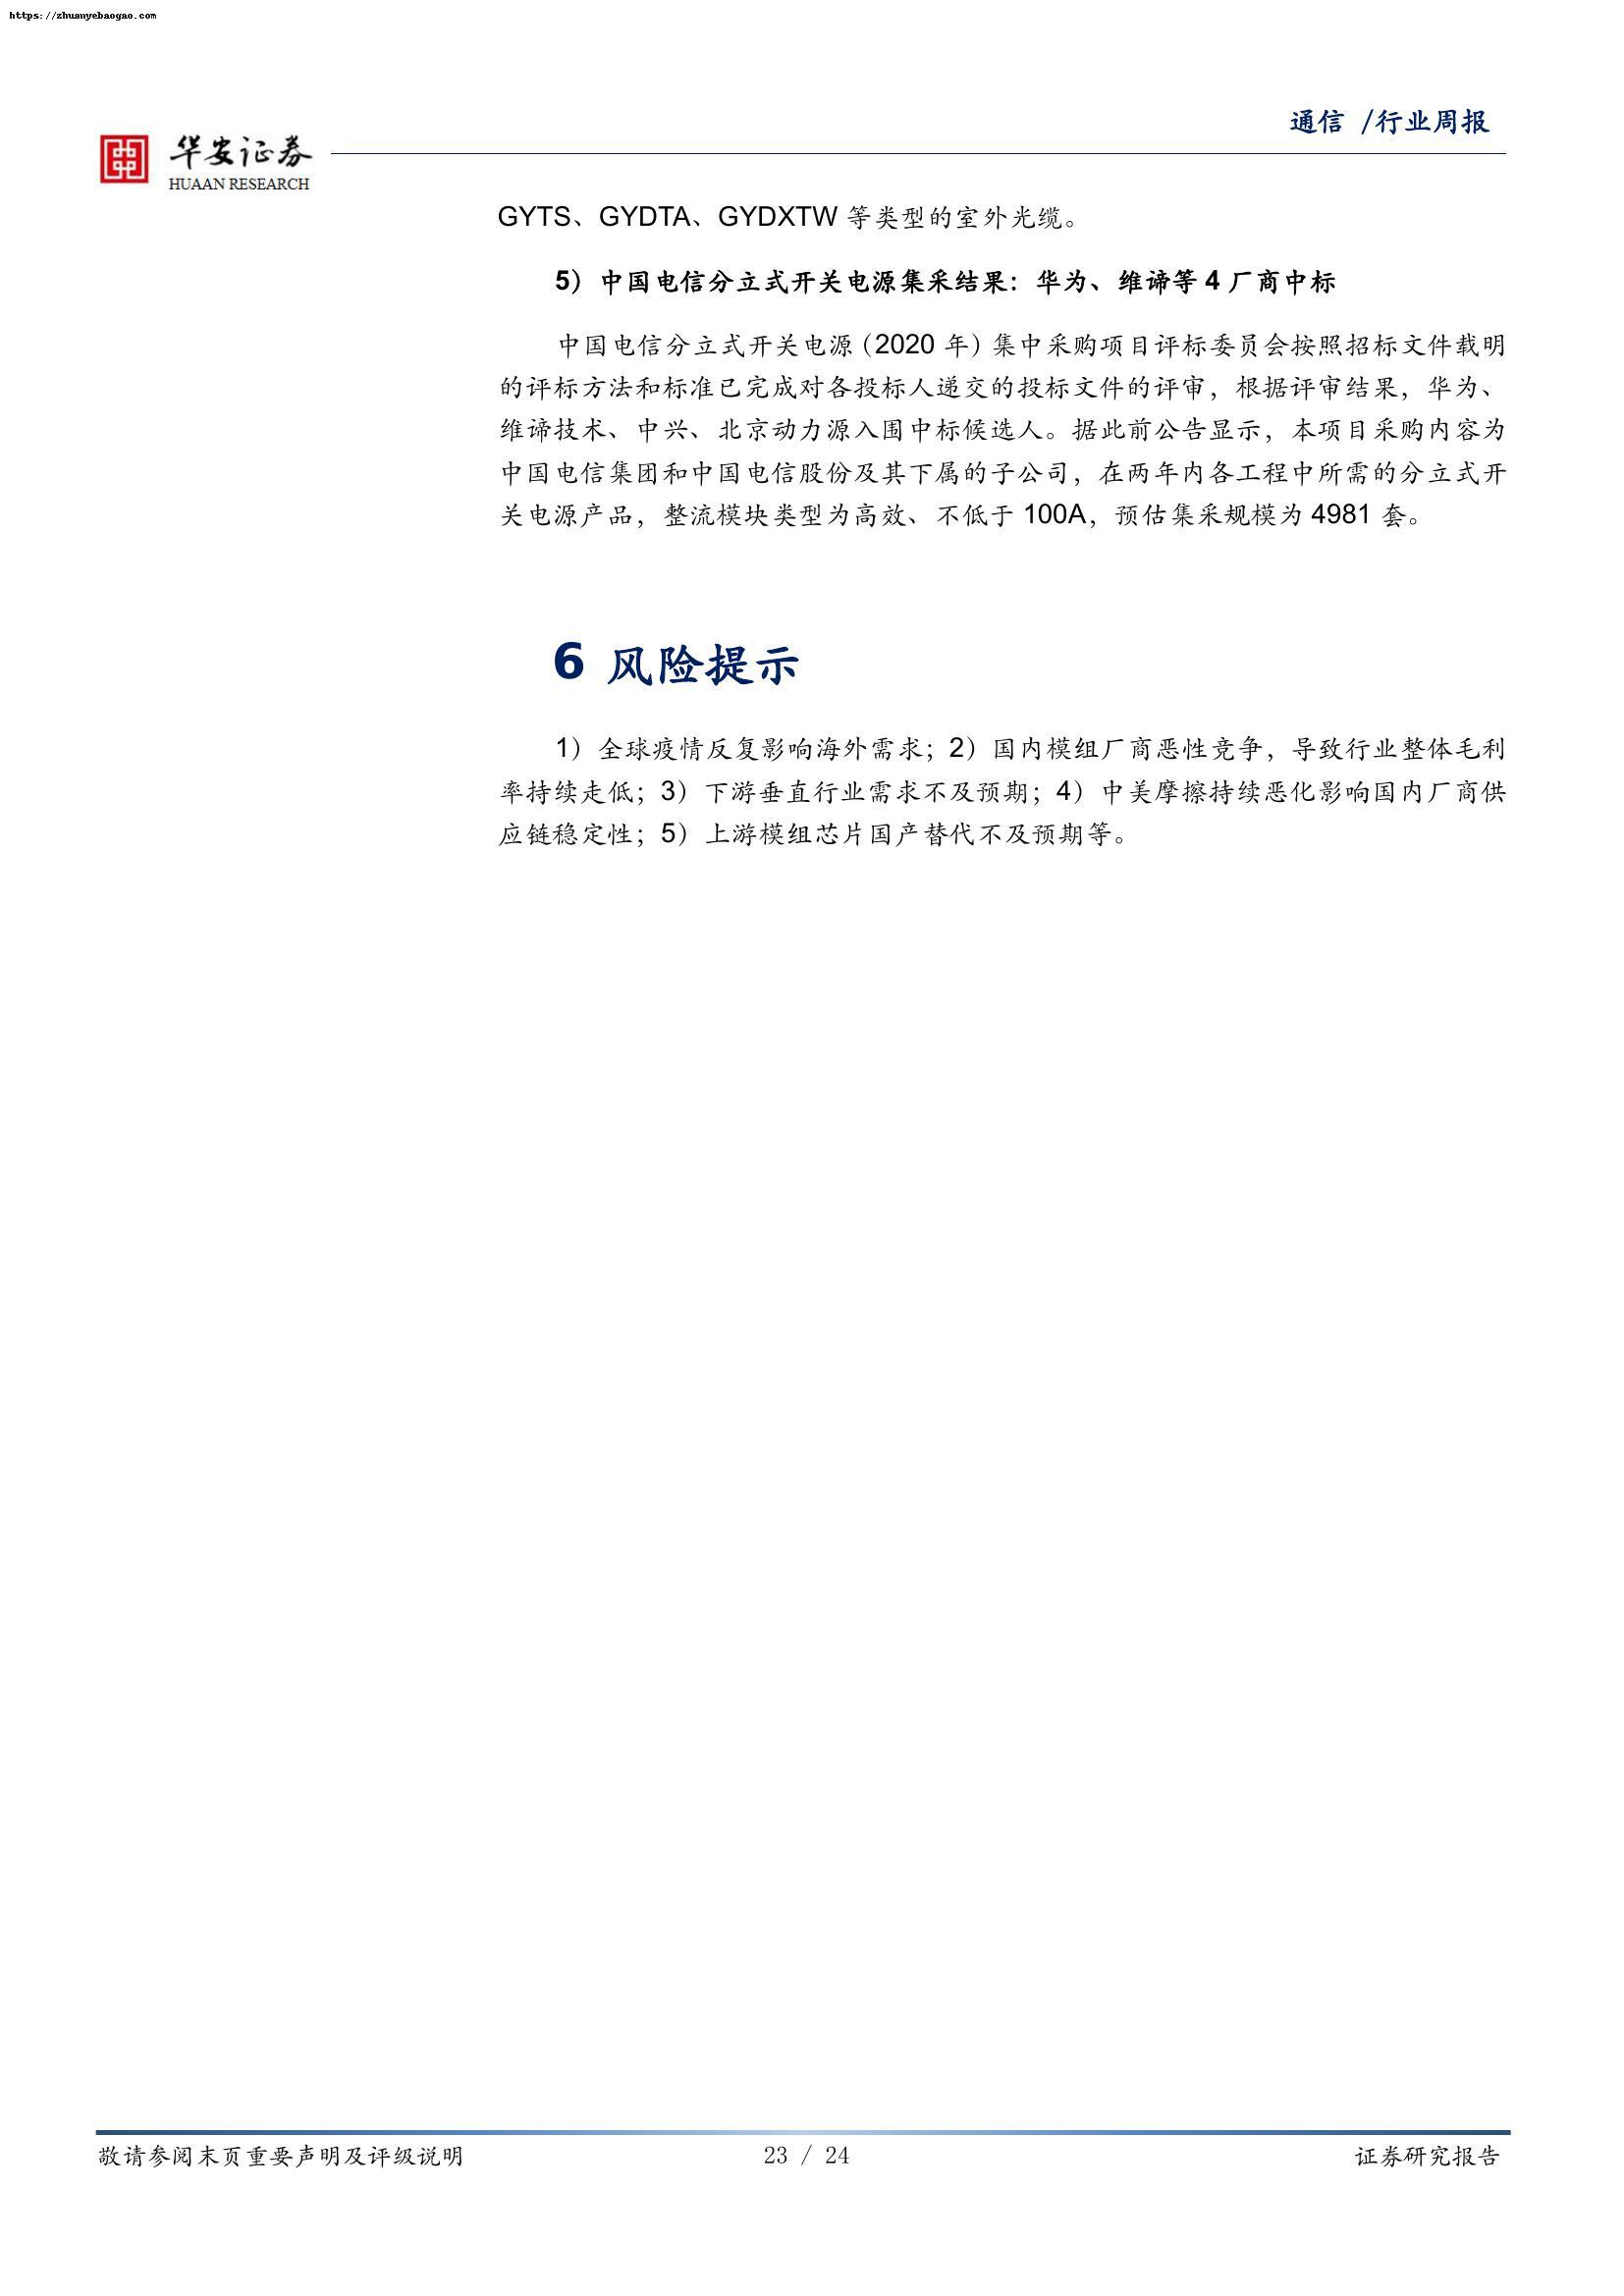 https://zhuanyebaogao.com
通信 /行业周报
华安证券
HUAAN RESEARCH
GYTS、GYDTA、GYDXTW 等类型的室外光缆。
5）中国电信分立式开关电源集采结果：华为、维谛等 4 厂商中标
中国电信分立式开关电源（2020 年）集中采购项目评标委员会按照招标文件载明
的评标方法和标准已完成对各投标人递交的投标文件的评审，根据评审结果，华为、
维谛技术、中兴、北京动力源入围中标候选人。据此前公告显示，本项目采购内容为
中国电信集团和中国电信股份及其下属的子公司，在两年内各工程中所需的分立式开
关电源产品，整流模块类型为高效、不低于 100A，预估集采规模为 4981 套。
6 风险提示
1）全球疫情反复影响海外需求；2）国内模组厂商恶性竞争，导致行业整体毛利
率持续走低；3）下游垂直行业需求不及预期；4）中美摩擦持续恶化影响国内厂商供
应链稳定性；5）上游模组芯片国产替代不及预期等。
敬请参阅末页重要声明及评级说明
23 / 24
证券研究报告